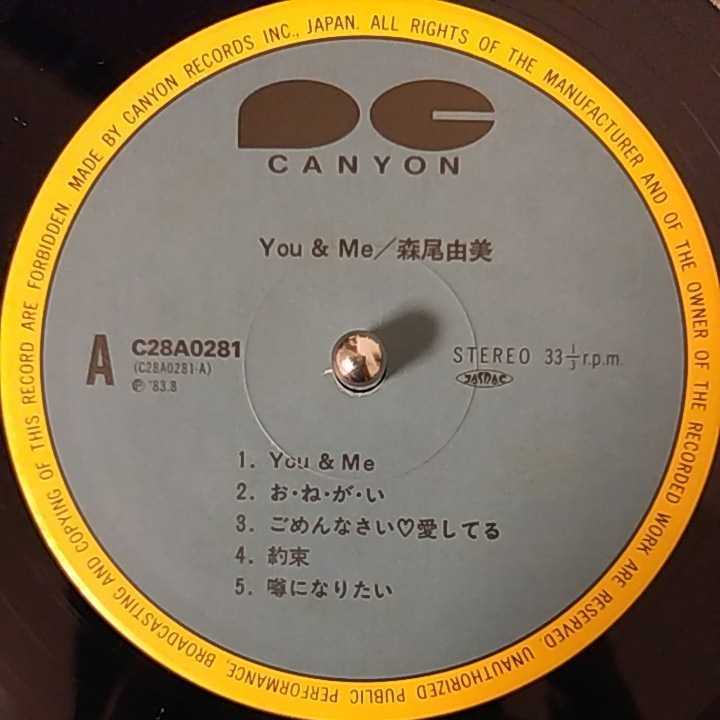 MADE BY CANYON RECORDS INC., JAPAN. ALL RIGHTS OF THE MANUFACTURER AND OF THE OWNER OF THE RECORDED WORK ARE RESERVED. UNAUTHORIZED PUBLIC PERFORMANCE, BROADCASTING AND COPYING OF THIS RECORD ARE FORBIDDEN.
PC
CANYON
You & Me／森尾由美
A
C28A0281
(C28A0281-A)
Ⓟ '83.8
STEREO 33⅓r.p.m.
JASRAC
1. You & Me
2. お・ね・が・い
3. ごめんなさい♡愛してる
4. 約束
5. 噂になりたい